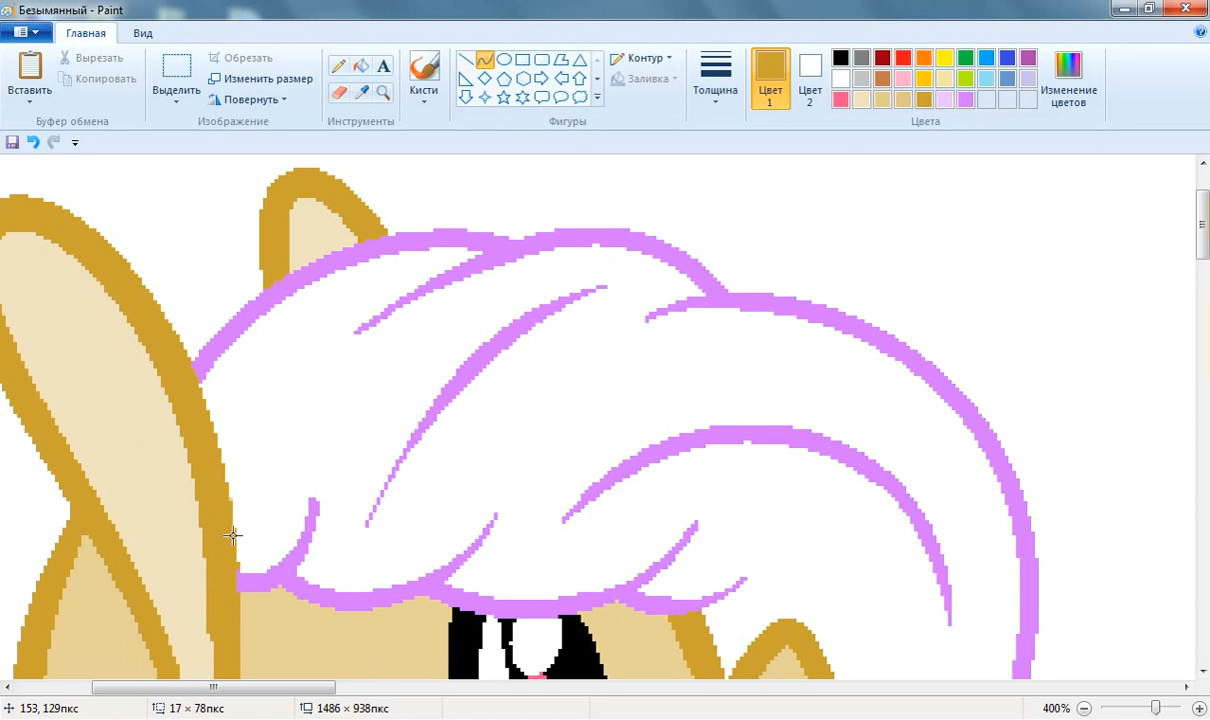 Безымянный - Paint
Главная
Вид
Вставить
Вырезать
Копировать
Буфер обмена
Выделить
Обрезать
Изменить размер
Повернуть
Изображение
A
Инструменты
Кисти
Контур
Заливка
Фигуры
Толщина
Цвет
1
Цвет
2
Изменение
цветов
Цвета
153, 129пкс
17 × 78пкс
1486 × 938пкс
400%